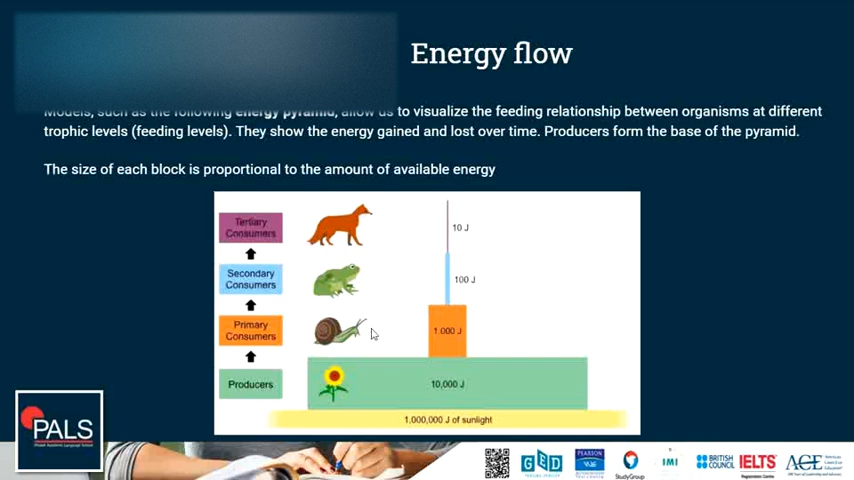 Energy flow
Models, such as the following energy pyramid, allow us to visualize the feeding relationship between organisms at different
trophic levels (feeding levels). They show the energy gained and lost over time. Producers form the base of the pyramid.
The size of each block is proportional to the amount of available energy
Tertiary
Consumers
10 J
Secondary
Consumers
100 J
Primary
Consumers
1.000 J
Producers
10,000 J
1,000,000 J of sunlight
PALS
GED
PEARSON
VUE
StudyGroup
IMI
BRITISH
COUNCIL
IELTS
ACE